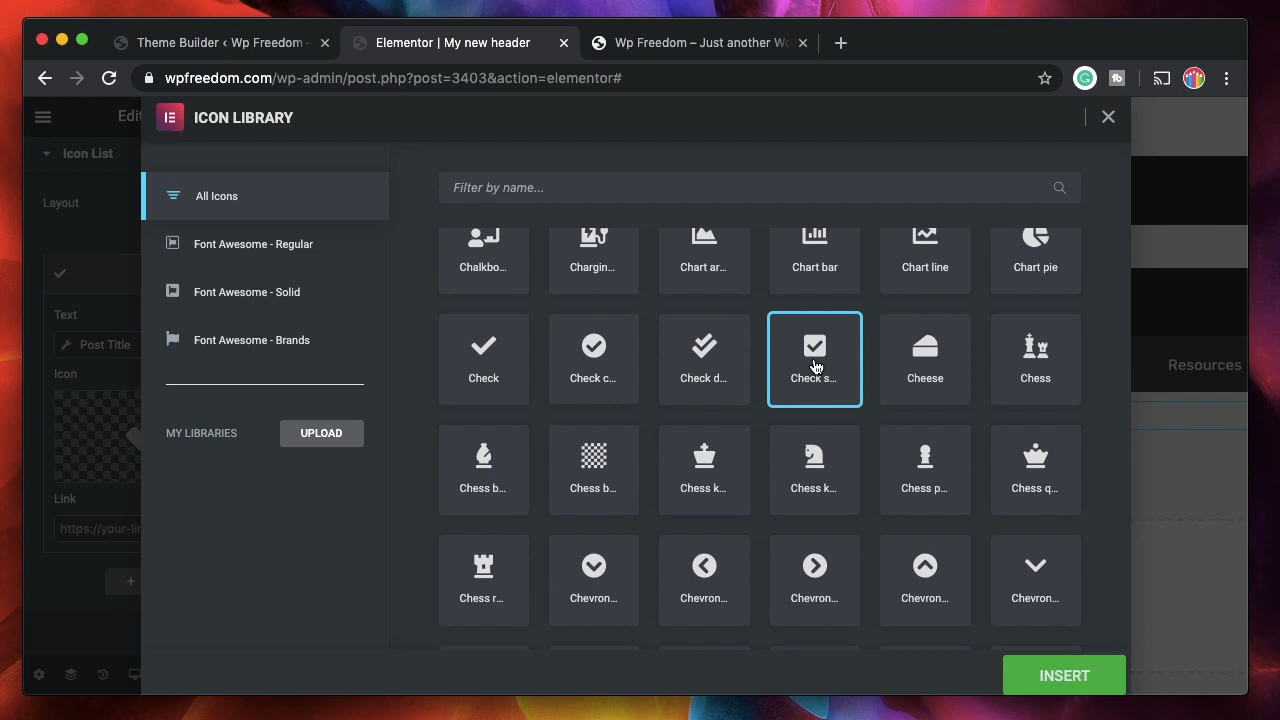 Theme Builder ‹ Wp Freedom -
Elementor | My new header
Wp Freedom – Just another Wo
wpfreedom.com/wp-admin/post.php?post=3403&action=elementor#
Edit
ICON LIBRARY
Icon List
Layout
Text
Post Title
Icon
Link
https://your-lin
All Icons
Font Awesome - Regular
Font Awesome - Solid
Font Awesome - Brands
MY LIBRARIES
UPLOAD
Filter by name...
Chalkbo...
Chargin...
Chart ar...
Chart bar
Chart line
Chart pie
Check
Check c...
Check d...
Check s...
Cheese
Chess
Chess b...
Chess b...
Chess k...
Chess k...
Chess p...
Chess q...
Chess r...
Chevron...
Chevron...
Chevron...
Chevron...
Chevron...
INSERT
Resources